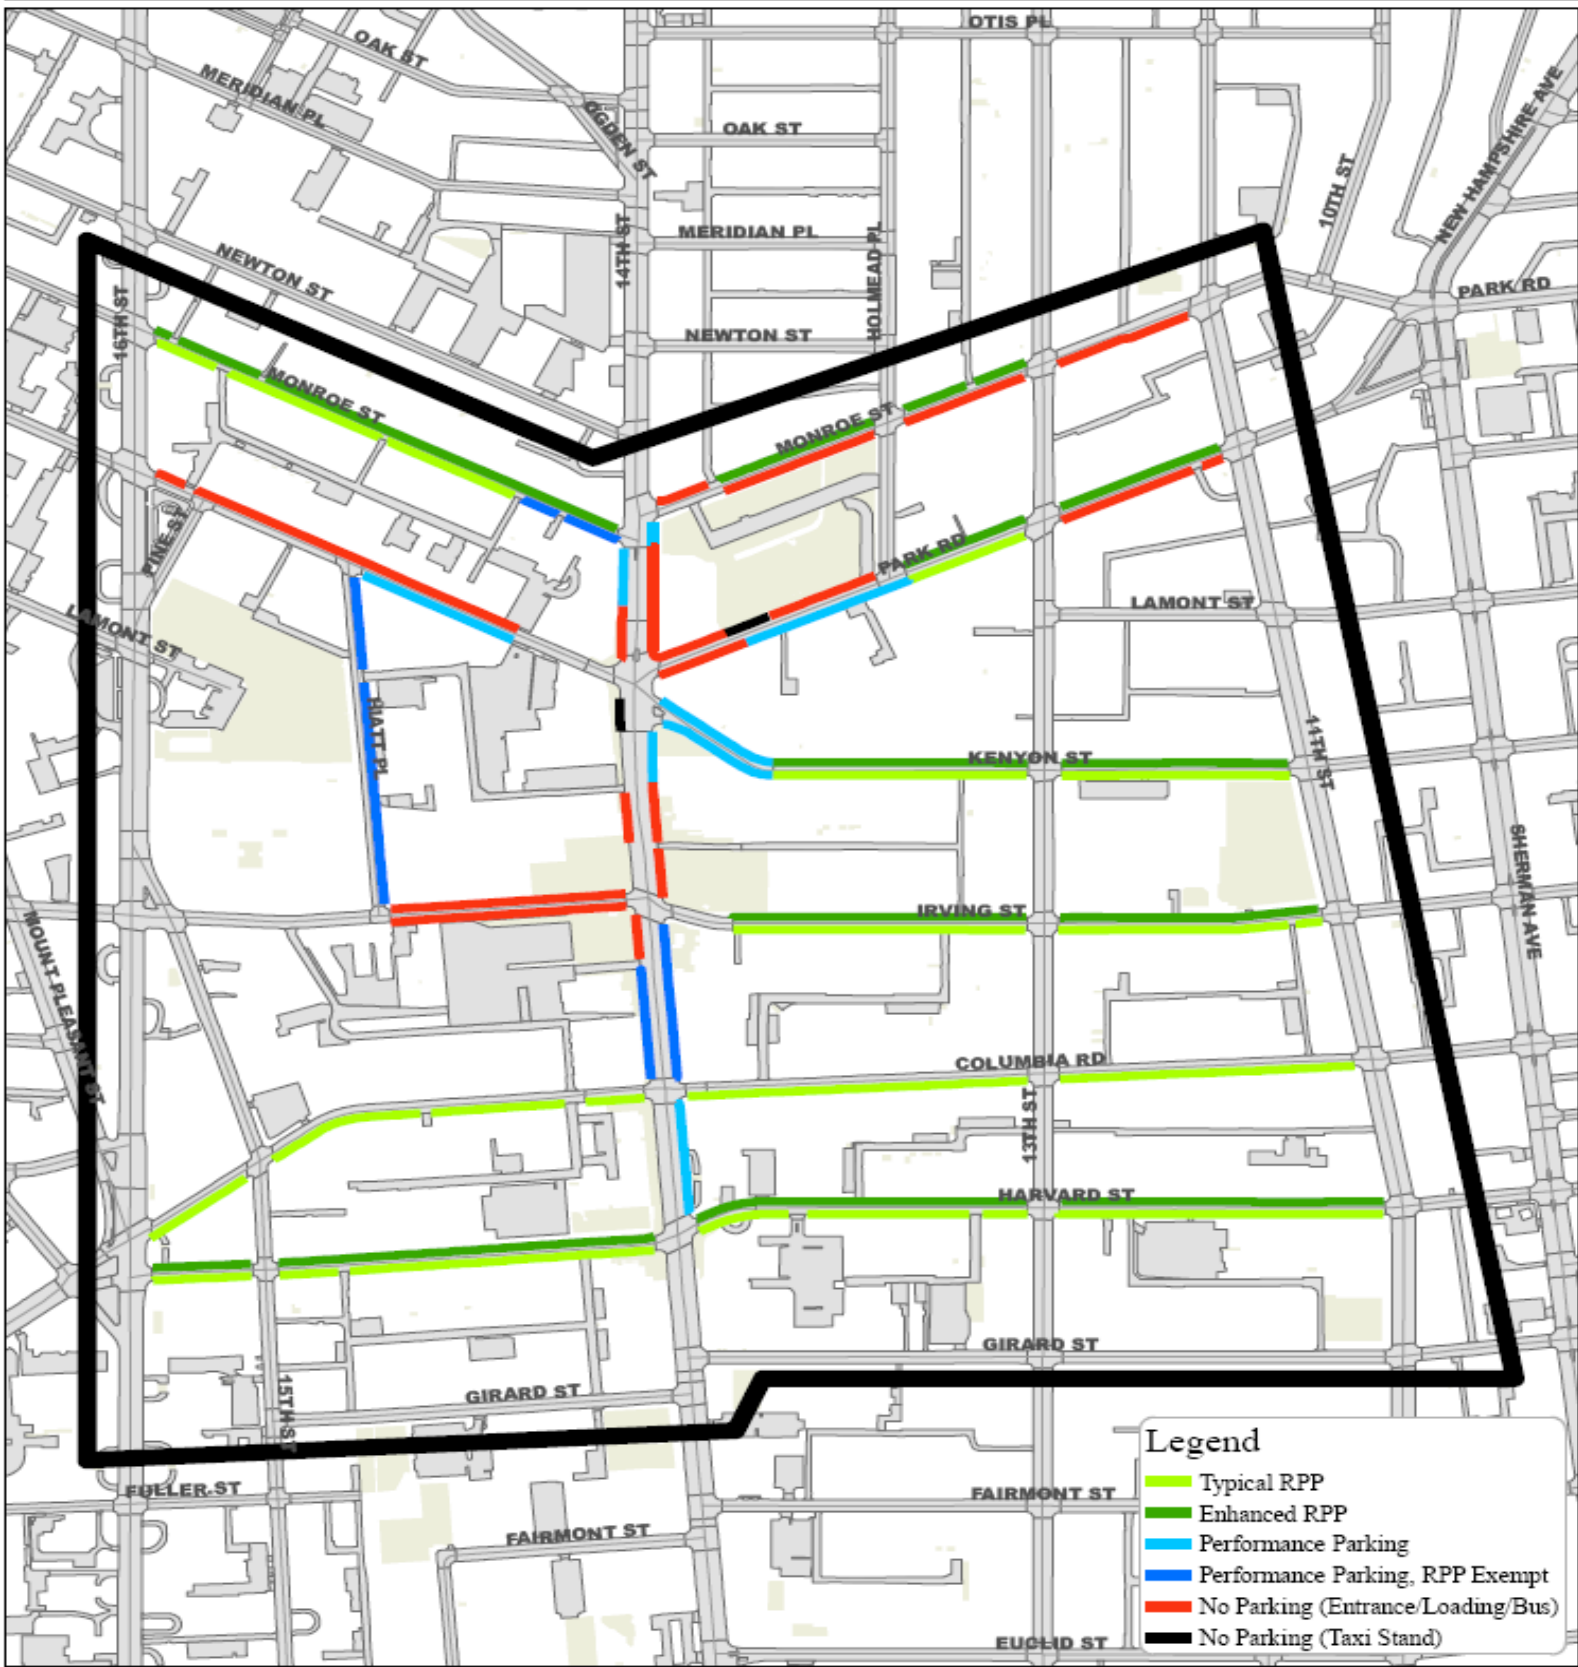 OTIS PL
OAK ST
MERIDIAN PL
OGDEN ST
OAK ST
NEW HAMPSHIRE AVE
10TH ST
14TH ST
MERIDIAN PL
HOLMEAD PL
NEWTON ST
PARK RD
16TH ST
NEWTON ST
MONROE ST
MONROE ST
PINE ST
PARK RD
LAMONT ST
LAMONT ST
HIATT PL
KENYON ST
11TH ST
SHERMAN AVE
IRVING ST
MOUNT PLEASANT ST
COLUMBIA RD
13TH ST
HARVARD ST
GIRARD ST
GIRARD ST
15TH ST
FULLER ST
FAIRMONT ST
FAIRMONT ST
EUCLID ST
Legend
Typical RPP
Enhanced RPP
Performance Parking
Performance Parking, RPP Exempt
No Parking (Entrance/Loading/Bus)
No Parking (Taxi Stand)